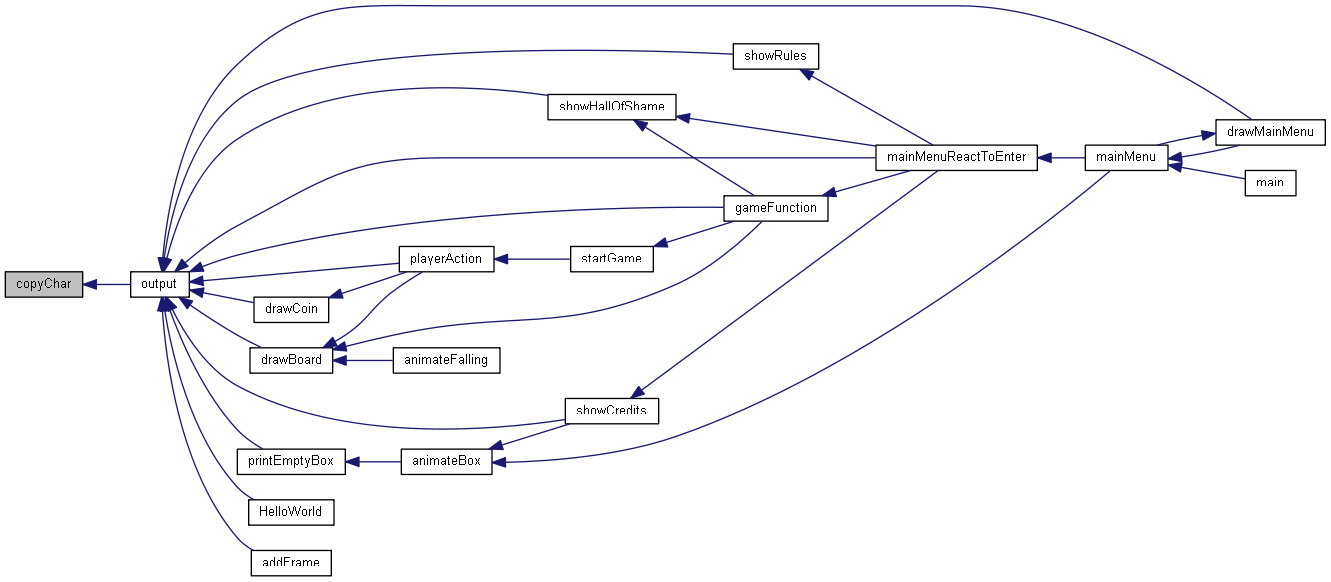 showRules
showHallOfShame
drawMainMenu
mainMenuReactToEnter
mainMenu
main
gameFunction
playerAction
startGame
copyChar
output
drawCoin
drawBoard
animateFalling
showCredits
printEmptyBox
animateBox
HelloWorld
addFrame